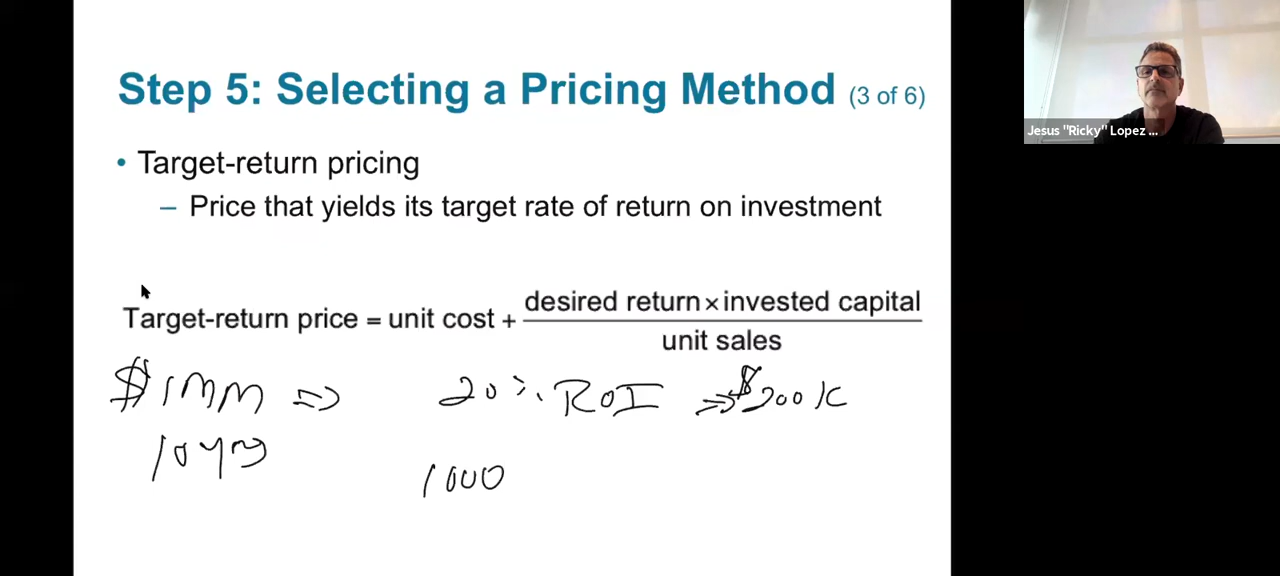 Step 5: Selecting a Pricing Method (3 of 6)
• Target-return pricing
– Price that yields its target rate of return on investment
Target-return price = unit cost + desired return × invested capital
unit sales
$1MM => 20% ROI => $200K
10 yrs
1000
Jesus "Ricky" Lopez ...